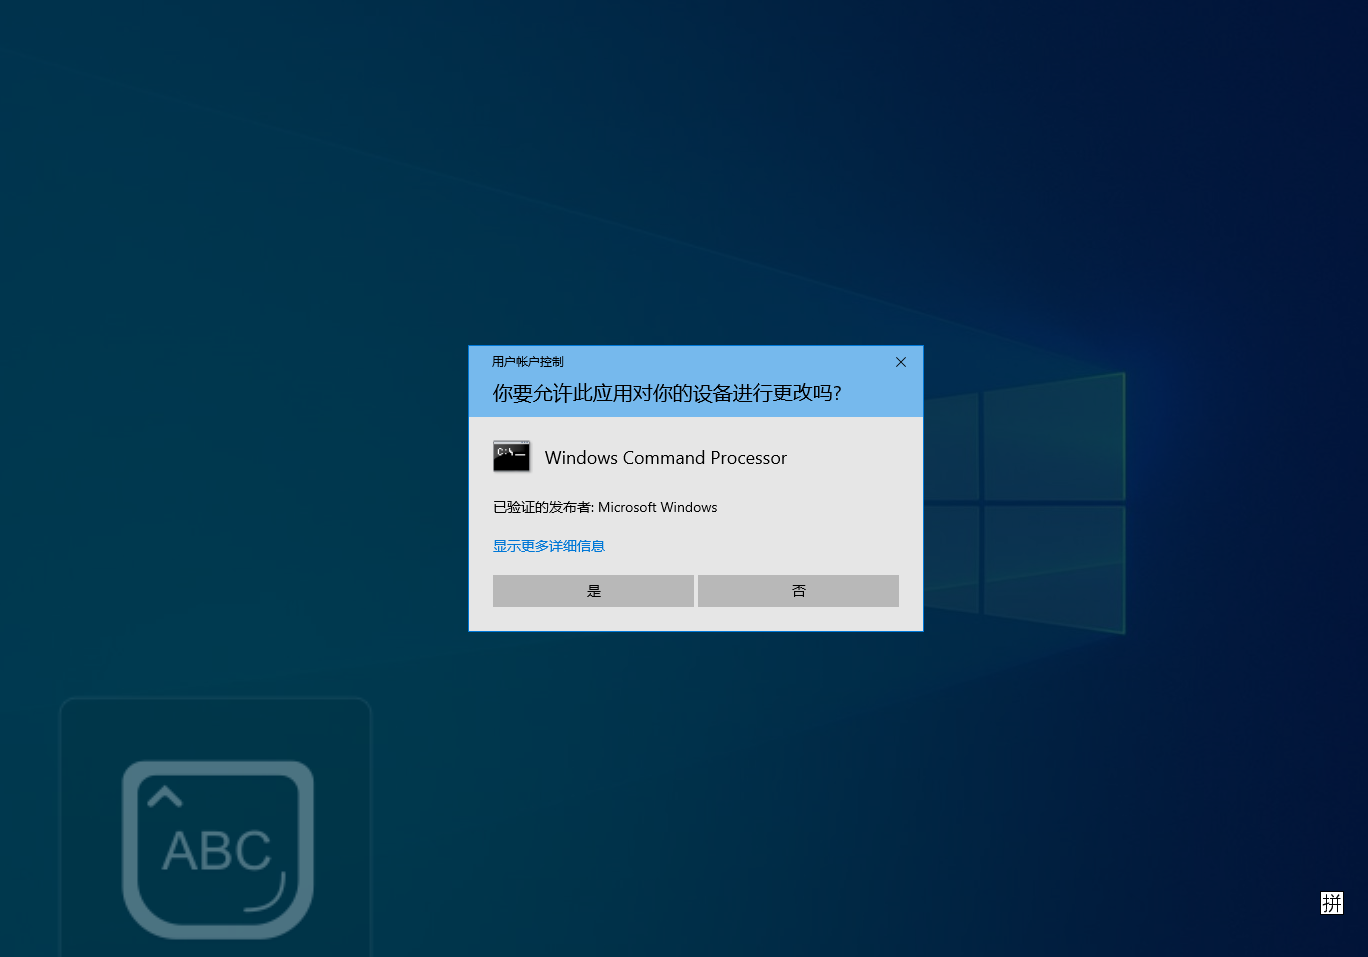 用户帐户控制
你要允许此应用对你的设备进行更改吗?
C:\
Windows Command Processor
已验证的发布者: Microsoft Windows
显示更多详细信息
是
否
ABC
拼